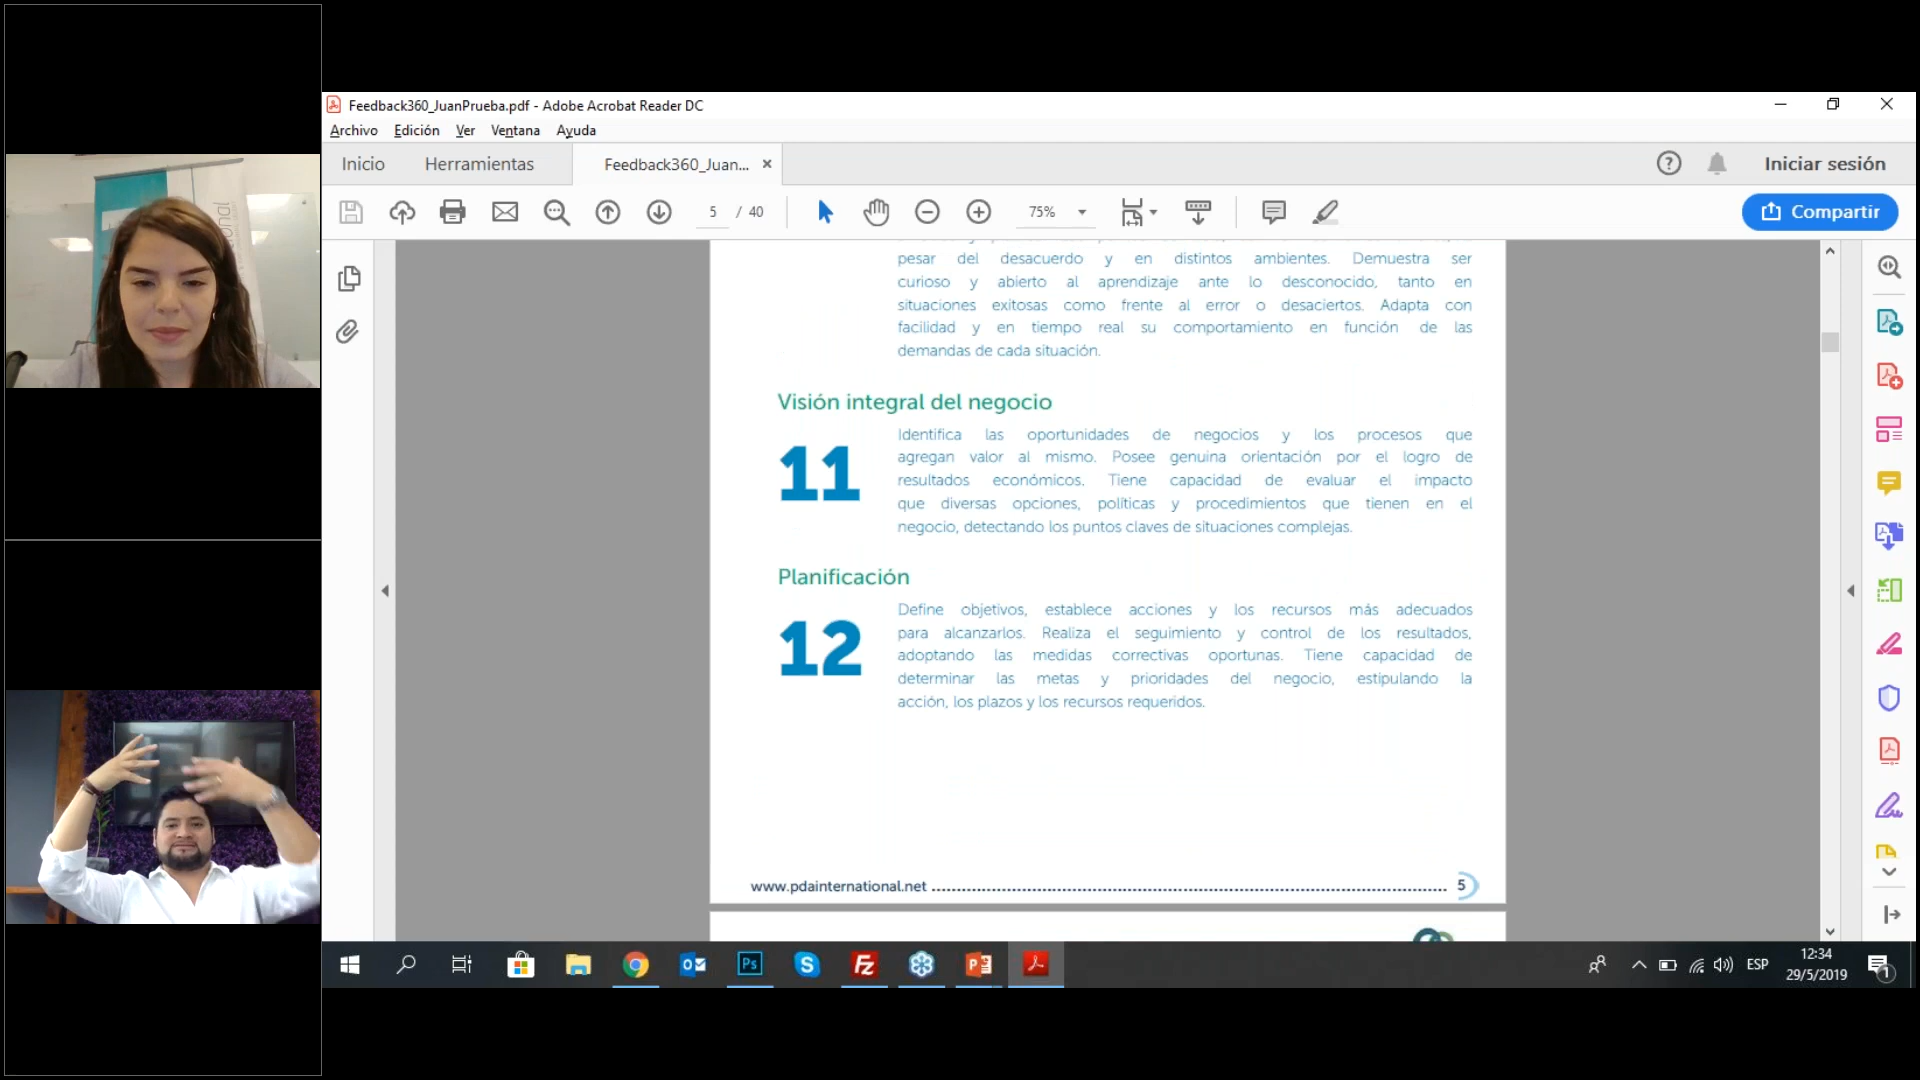 Feedback360_JuanPrueba.pdf - Adobe Acrobat Reader DC
Archivo Edición Ver Ventana Ayuda
Inicio Herramientas Feedback360_Juan... Iniciar sesión
5 / 40 75% Compartir
pesar del desacuerdo y en distintos ambientes. Demuestra ser
curioso y abierto al aprendizaje ante lo desconocido, tanto en
situaciones exitosas como frente al error o desaciertos. Adapta con
facilidad y en tiempo real su comportamiento en función de las
demandas de cada situación.
Visión integral del negocio
11
Identifica las oportunidades de negocios y los procesos que
agregan valor al mismo. Posee genuina orientación por el logro de
resultados económicos. Tiene capacidad de evaluar el impacto
que diversas opciones, políticas y procedimientos que tienen en el
negocio, detectando los puntos claves de situaciones complejas.
Planificación
12
Define objetivos, establece acciones y los recursos más adecuados
para alcanzarlos. Realiza el seguimiento y control de los resultados,
adoptando las medidas correctivas oportunas. Tiene capacidad de
determinar las metas y prioridades del negocio, estipulando la
acción, los plazos y los recursos requeridos.
www.pdainternational.net 5
ESP
12:34
29/5/2019
1